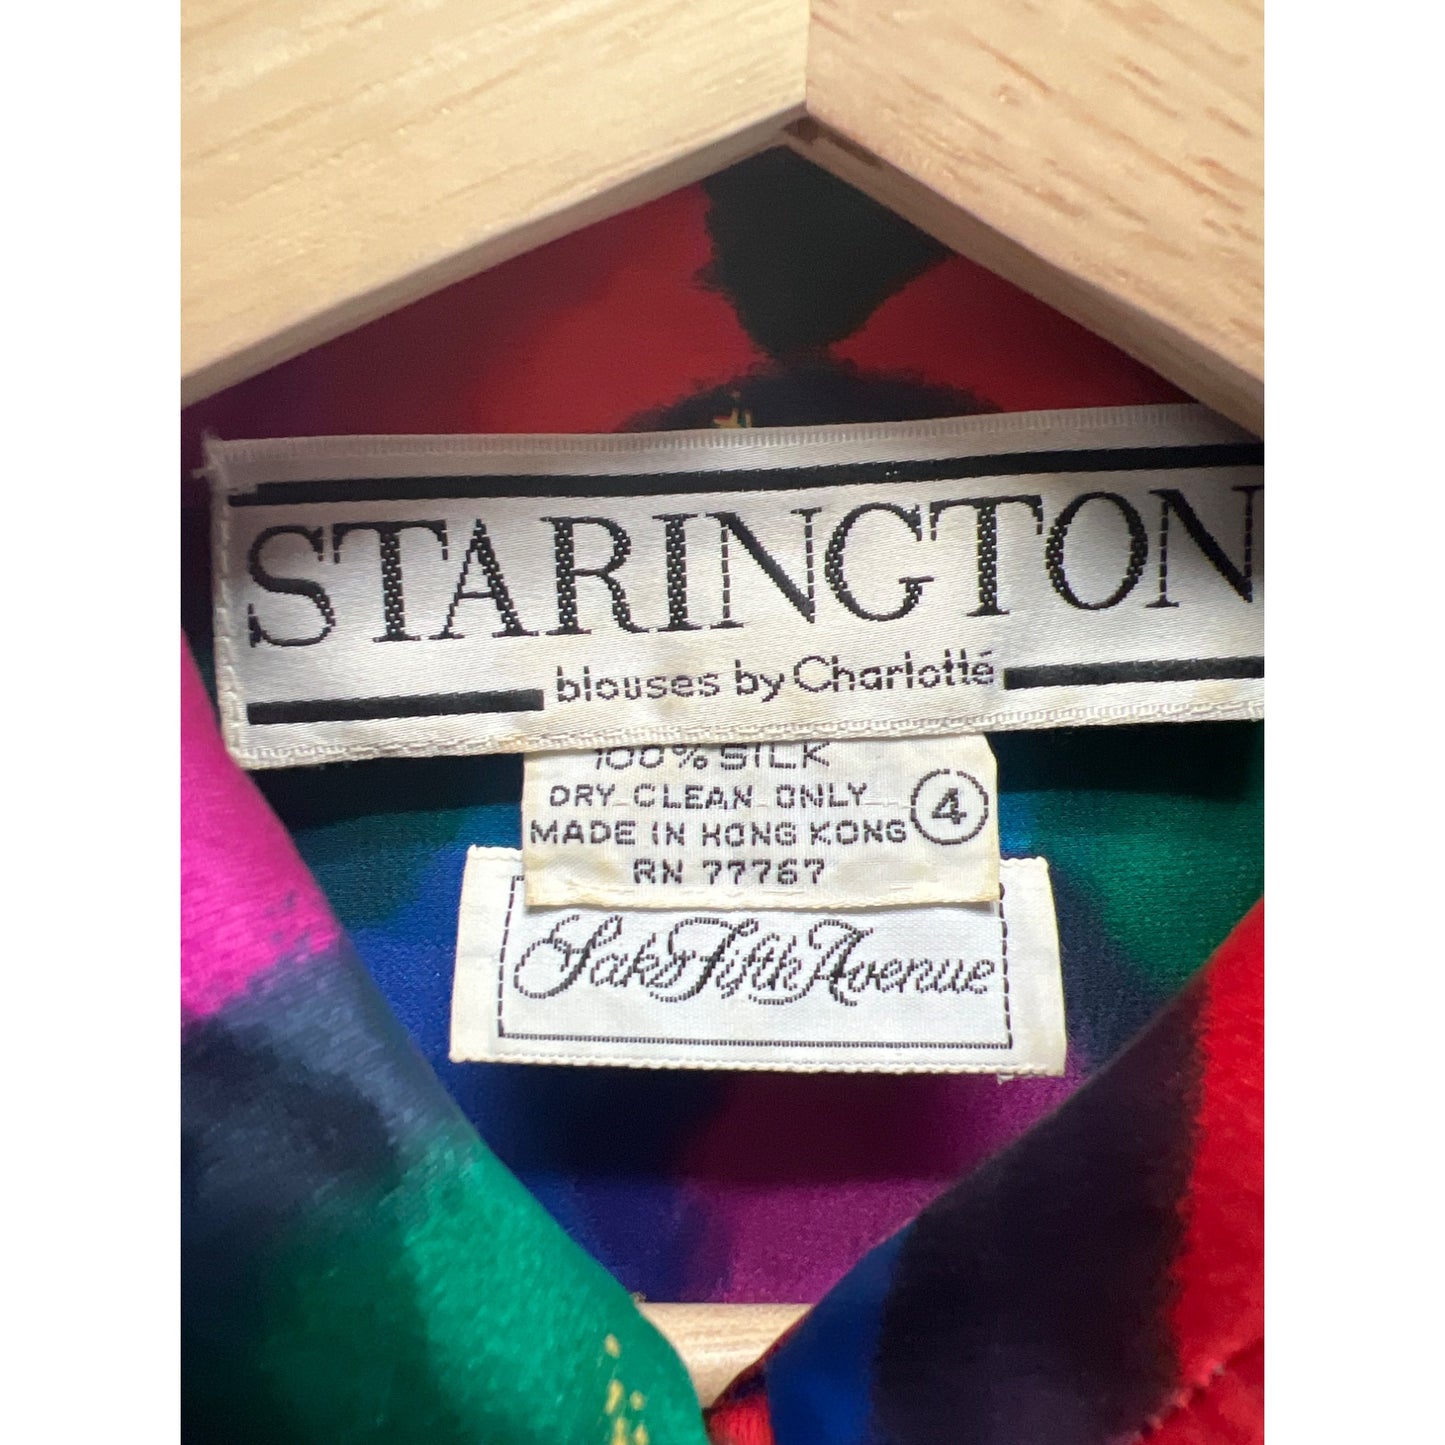 STARINGTON
blouses by Charlotté
100% SILK
DRY CLEAN ONLY
4
MADE IN HONG KONG
RN 77767
Saks Fifth Avenue